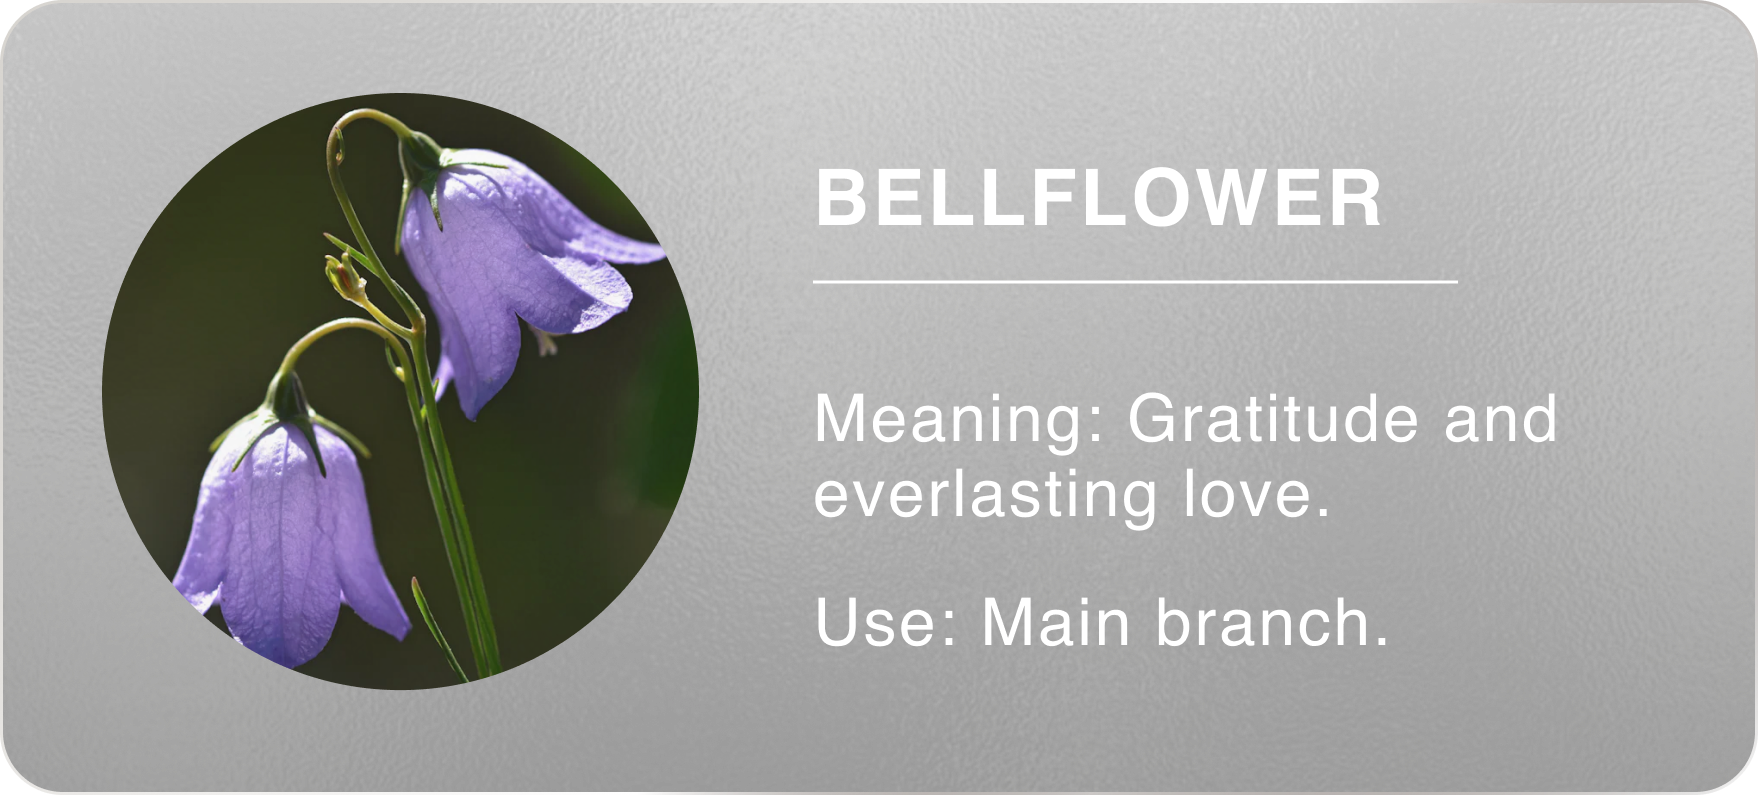 BELLFLOWER
Meaning: Gratitude and
everlasting love.
Use: Main branch.